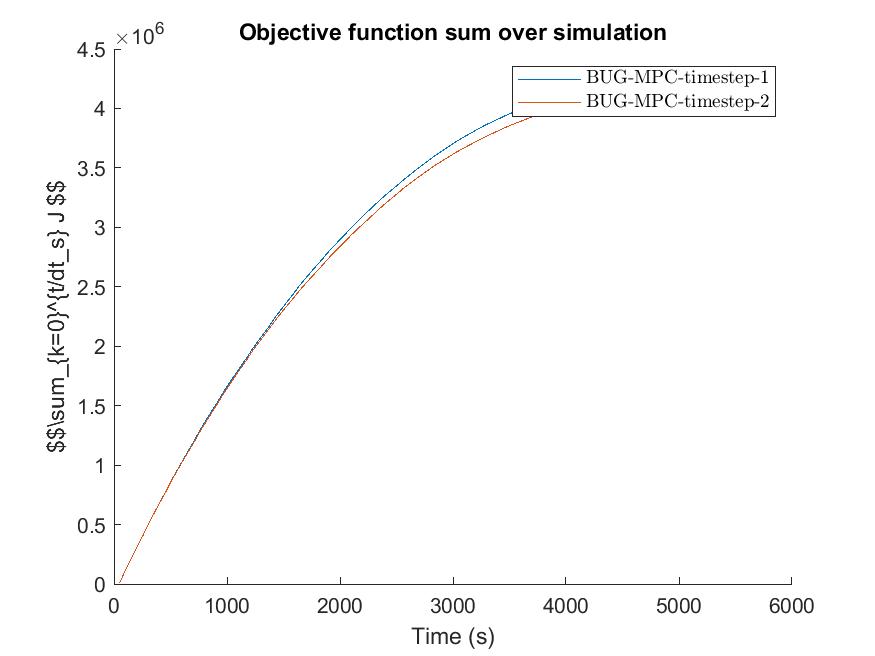 Objective function sum over simulation
×10^6
4.5
4
3.5
3
2.5
2
1.5
1
0.5
0
$$\sum_{k=0}^{t/dt_s} J $$
BUG-MPC-timestep-1
BUG-MPC-timestep-2
0 1000 2000 3000 4000 5000 6000
Time (s)